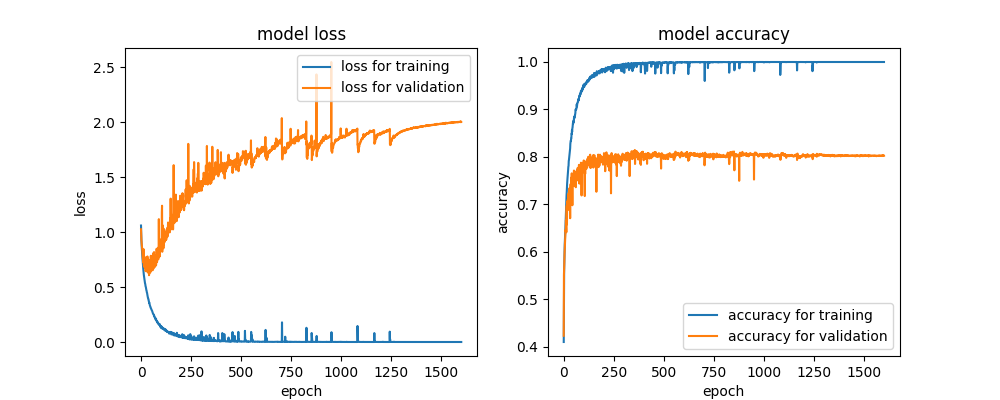 model loss
loss for training
loss for validation
2.5
2.0
1.5
1.0
0.5
0.0
loss
0
250
500
750
1000
1250
1500
epoch
model accuracy
1.0
0.9
0.8
0.7
0.6
0.5
0.4
accuracy
accuracy for training
accuracy for validation
0
250
500
750
1000
1250
1500
epoch